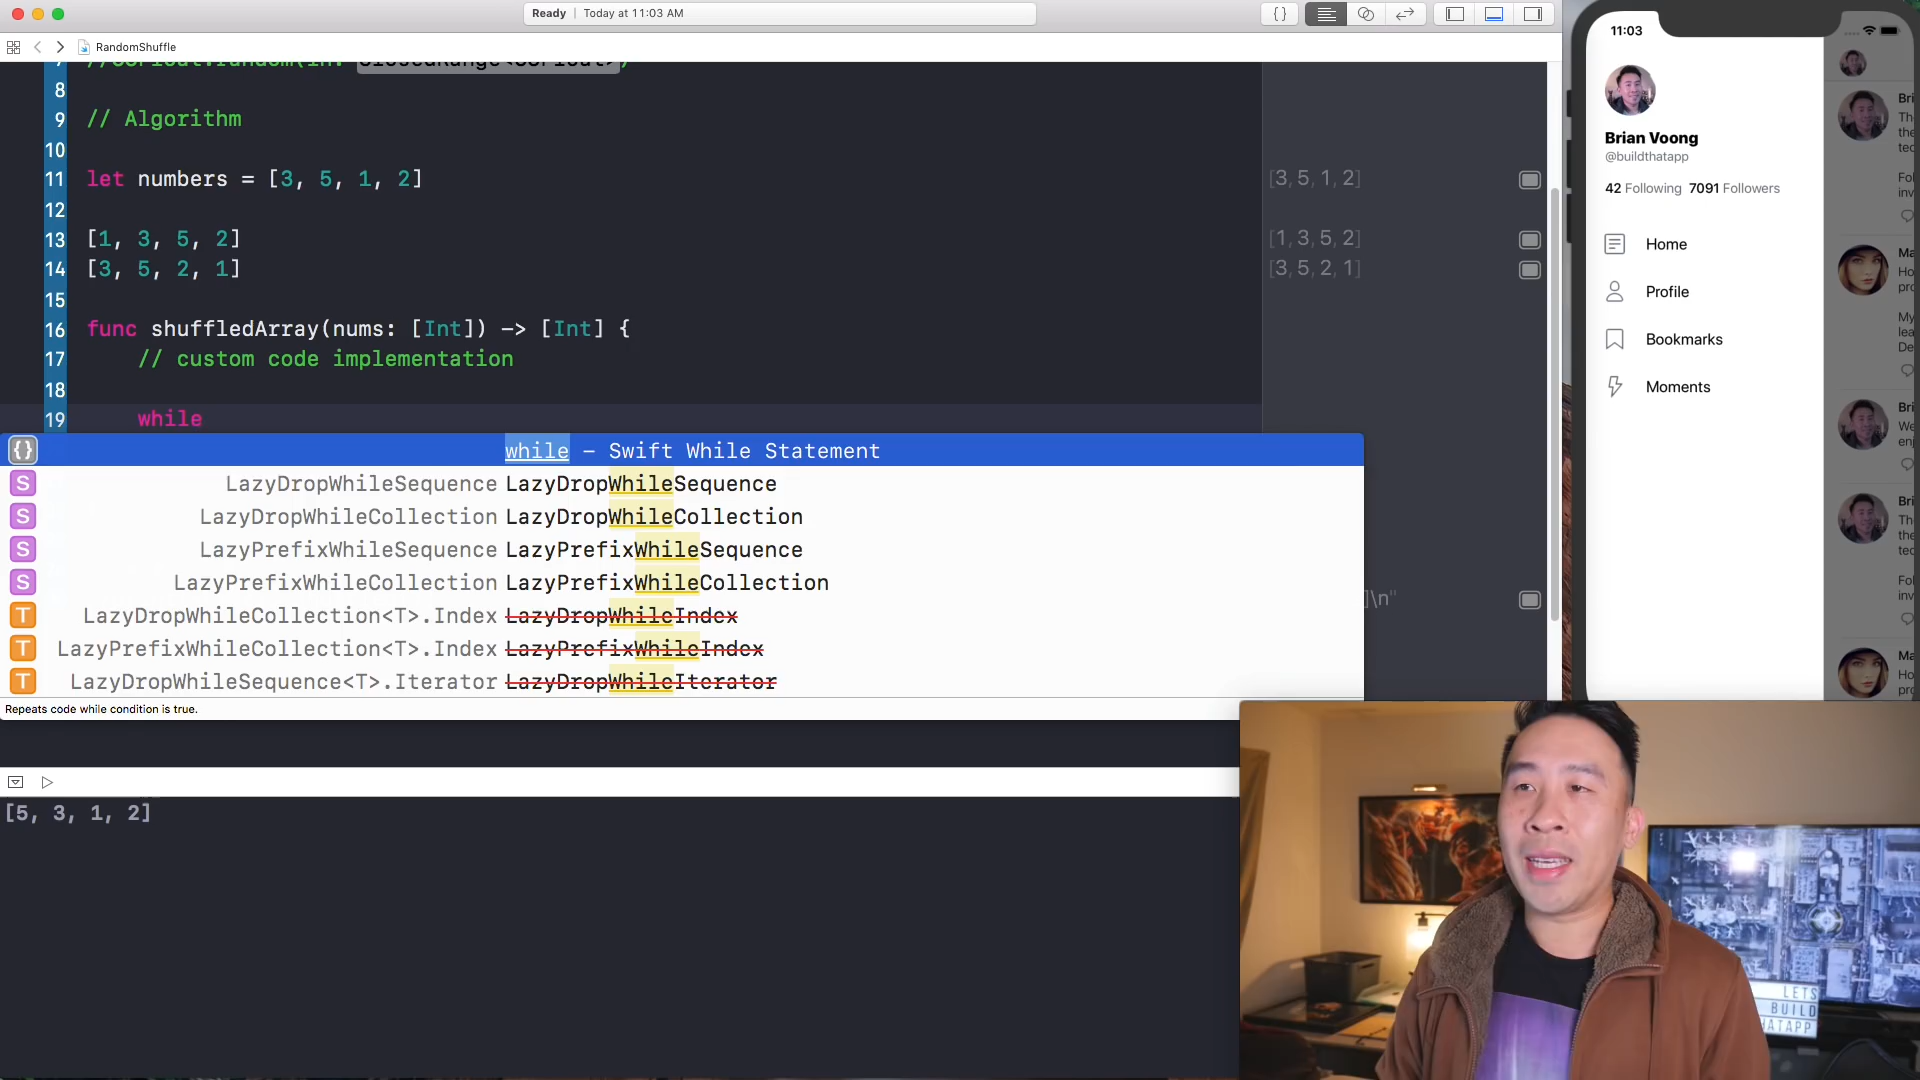 Ready | Today at 11:03 AM
RandomShuffle
8
9 // Algorithm
10
11 let numbers = [3, 5, 1, 2]
[3, 5, 1, 2]
12
13 [1, 3, 5, 2]
[1, 3, 5, 2]
14 [3, 5, 2, 1]
[3, 5, 2, 1]
15
16 func shuffledArray(nums: [Int]) -> [Int] {
17 // custom code implementation
18
19 while
{} while – Swift While Statement
S LazyDropWhileSequence LazyDropWhileSequence
S LazyDropWhileCollection LazyDropWhileCollection
S LazyPrefixWhileSequence LazyPrefixWhileSequence
S LazyPrefixWhileCollection LazyPrefixWhileCollection
T LazyDropWhileCollection<T>.Index LazyDropWhileIndex
T LazyPrefixWhileCollection<T>.Index LazyPrefixWhileIndex
T LazyDropWhileSequence<T>.Iterator LazyDropWhileIterator
Repeats code while condition is true.
]\n"
[5, 3, 1, 2]
11:03
Brian Voong
@buildthatapp
42 Following 7091 Followers
Home
Profile
Bookmarks
Moments
LETS
BUILD
THATAPP